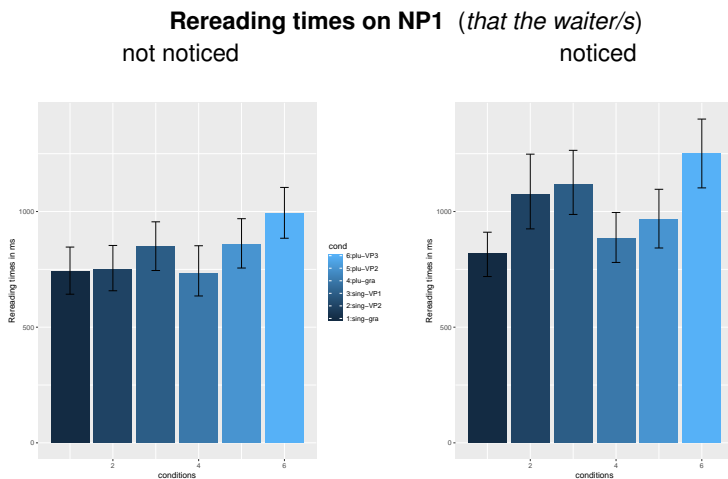 Rereading times on NP1 (that the waiter/s)
not noticed
noticed
Rereading times in ms
1000
500
0
2
4
6
conditions
cond
6:plu−VP3
5:plu−VP2
4:plu−gra
3:sing−VP1
2:sing−VP2
1:sing−gra
Rereading times in ms
1000
500
0
2
4
6
conditions